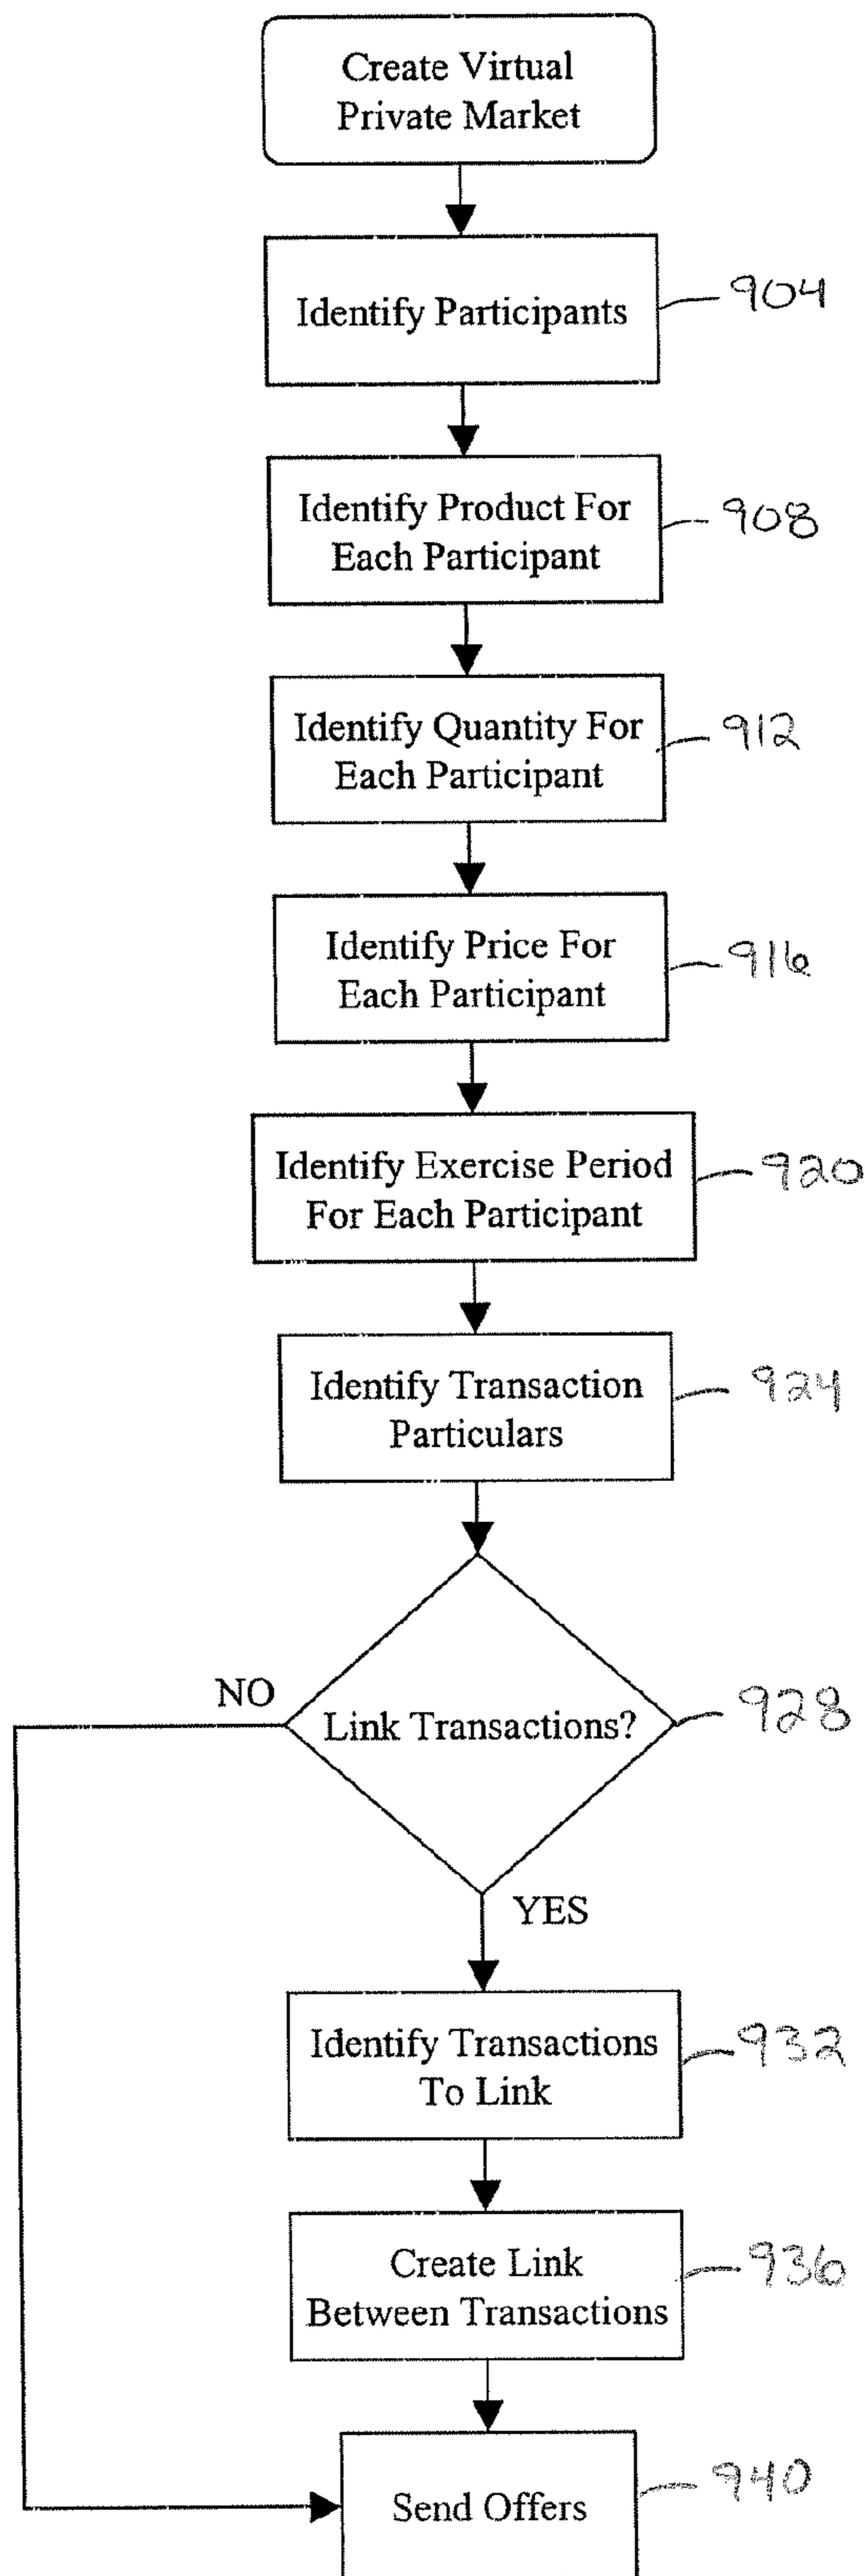 Create Virtual
Private Market
Identify Participants
904
Identify Product For
Each Participant
908
Identify Quantity For
Each Participant
912
Identify Price For
Each Participant
916
Identify Exercise Period
For Each Participant
920
Identify Transaction
Particulars
924
NO
Link Transactions?
928
YES
Identify Transactions
To Link
932
Create Link
Between Transactions
936
Send Offers
940